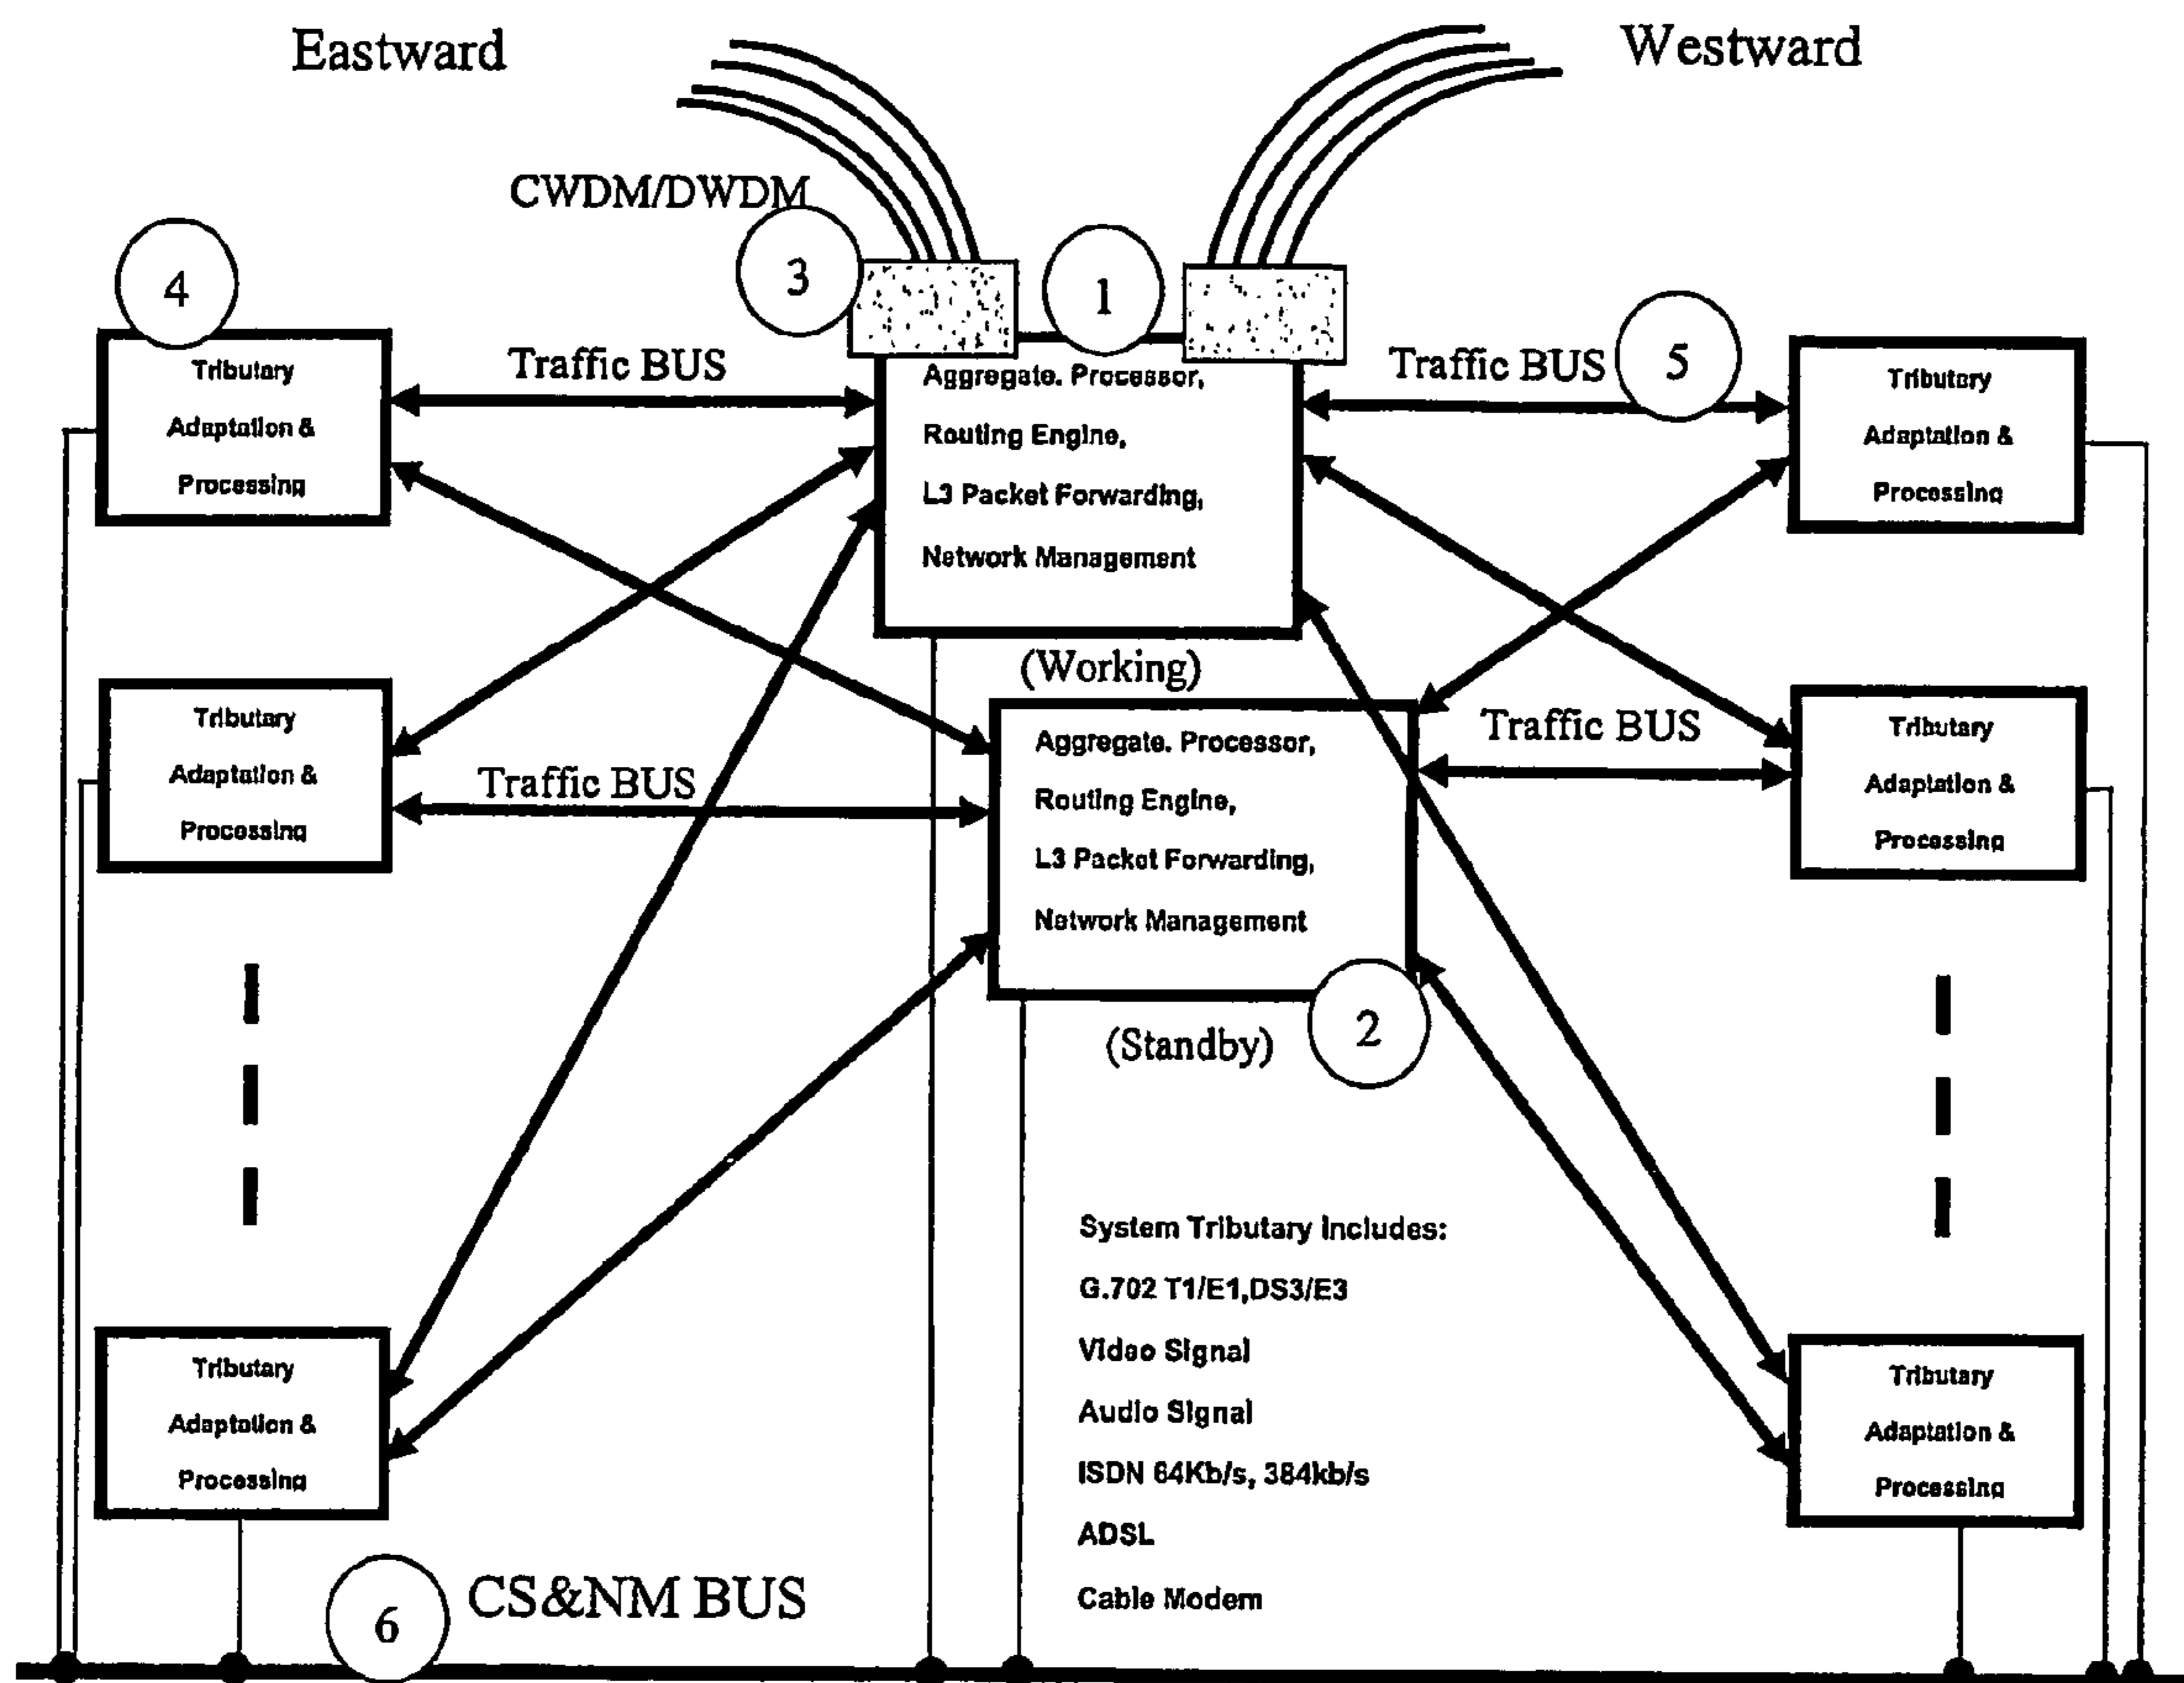 Eastward
Westward
CWDM/DWDM
4
3
1
5
Tributary
Adaptation &
Processing
Traffic BUS
Aggregate. Processor,
Routing Engine,
L3 Packet Forwarding,
Network Management
Traffic BUS
Tributary
Adaptation &
Processing
(Working)
Tributary
Adaptation &
Processing
Traffic BUS
Aggregate. Processor,
Routing Engine,
L3 Packet Forwarding,
Network Management
Traffic BUS
Tributary
Adaptation &
Processing
(Standby)
2
System Tributary Includes:
G.702 T1/E1,DS3/E3
Video Signal
Audio Signal
ISDN 64Kb/s, 384kb/s
ADSL
Cable Modem
Tributary
Adaptation &
Processing
Tributary
Adaptation &
Processing
6
CS&NM BUS